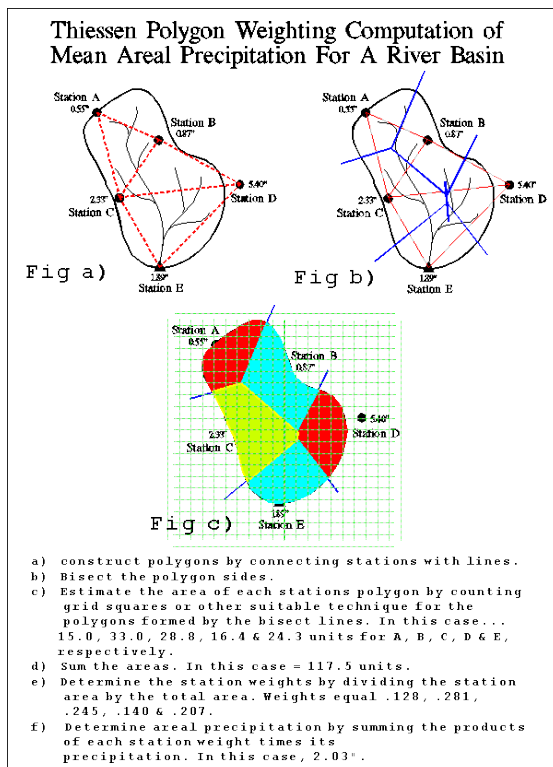 Thiessen Polygon Weighting Computation of
Mean Areal Precipitation For A River Basin
Station A
0.55"
Station B
0.87"
5.40"
Station D
2.33"
Station C
1.89"
Station E
Fig a)
Station A
0.55"
Station B
0.87"
5.40"
Station D
2.33"
Station C
1.89"
Station E
Fig b)
Station A
0.55"
Station B
0.87"
5.40"
Station D
2.33"
Station C
1.89"
Station E
Fig c)
a) construct polygons by connecting stations with lines.
b) Bisect the polygon sides.
c) Estimate the area of each stations polygon by counting
grid squares or other suitable technique for the
polygons formed by the bisect lines. In this case...
15.0, 33.0, 28.8, 16.4 & 24.3 units for A, B, C, D & E,
respectively.
d) Sum the areas. In this case = 117.5 units.
e) Determine the station weights by dividing the station
area by the total area. Weights equal .128, .281,
.245, .140 & .207.
f) Determine areal precipitation by summing the products
of each station weight times its
precipitation. In this case, 2.03".